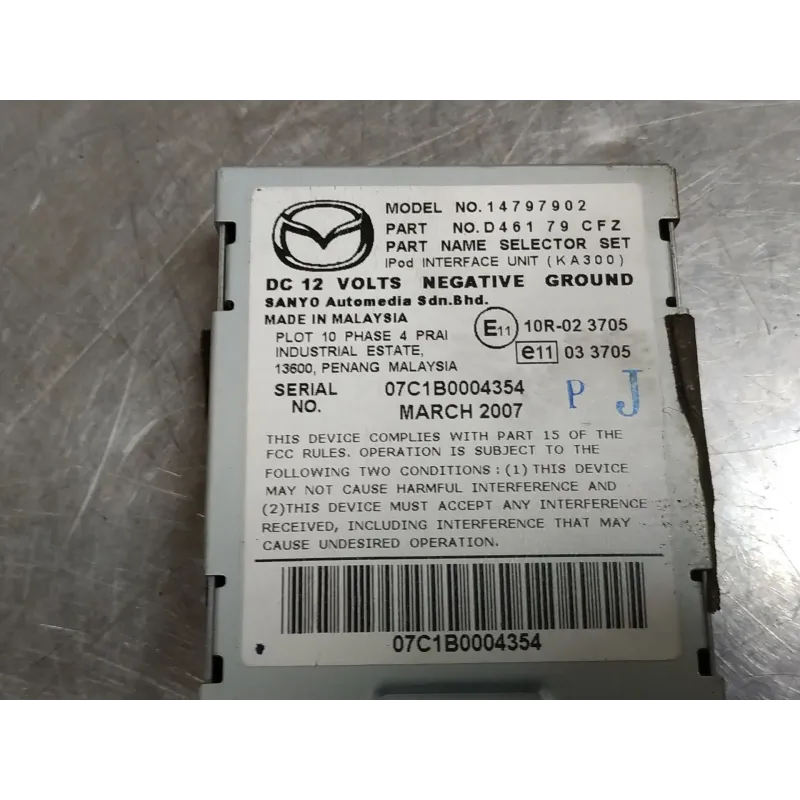 MODEL NO.14797902
PART NO.D461 79 CFZ
PART NAME SELECTOR SET
iPod INTERFACE UNIT (KA300)
DC 12 VOLTS NEGATIVE GROUND
SANYO Automedia Sdn.Bhd.
MADE IN MALAYSIA
PLOT 10 PHASE 4 PRAI
INDUSTRIAL ESTATE,
13600, PENANG MALAYSIA
E11 10R-02 3705
e11 03 3705
SERIAL NO. 07C1B0004354
MARCH 2007
P J
THIS DEVICE COMPLIES WITH PART 15 OF THE
FCC RULES. OPERATION IS SUBJECT TO THE
FOLLOWING TWO CONDITIONS : (1) THIS DEVICE
MAY NOT CAUSE HARMFUL INTERFERENCE AND
(2)THIS DEVICE MUST ACCEPT ANY INTERFERENCE
RECEIVED, INCLUDING INTERFERENCE THAT MAY
CAUSE UNDESIRED OPERATION.
07C1B0004354